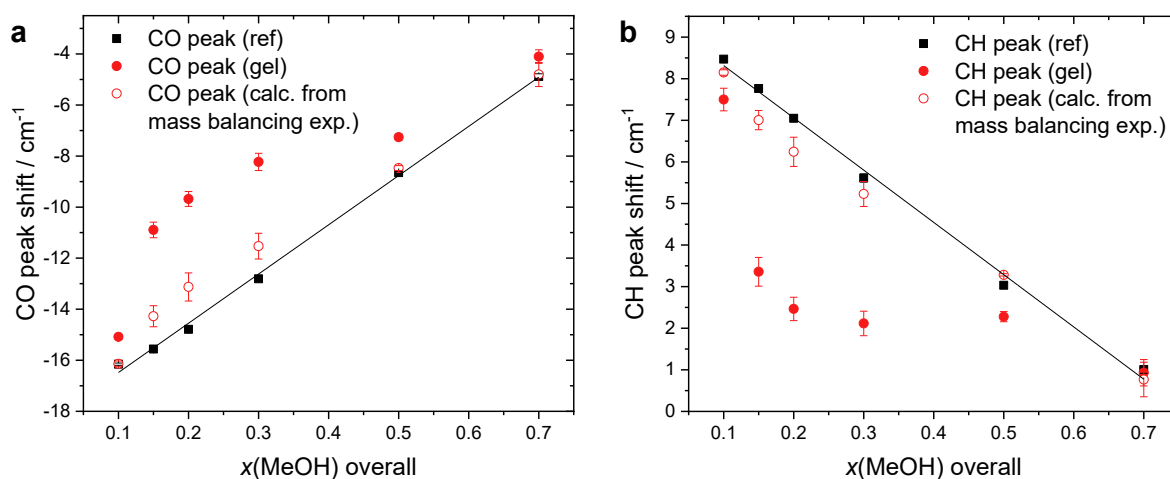 a
CO peak (ref)
CO peak (gel)
CO peak (calc. from
mass balancing exp.)
CO peak shift / cm⁻¹
-4
-6
-8
-10
-12
-14
-16
-18
0.1
0.2
0.3
0.4
0.5
0.6
0.7
x(MeOH) overall
b
CH peak (ref)
CH peak (gel)
CH peak (calc. from
mass balancing exp.)
CH peak shift / cm⁻¹
9
8
7
6
5
4
3
2
1
0
0.1
0.2
0.3
0.4
0.5
0.6
0.7
x(MeOH) overall